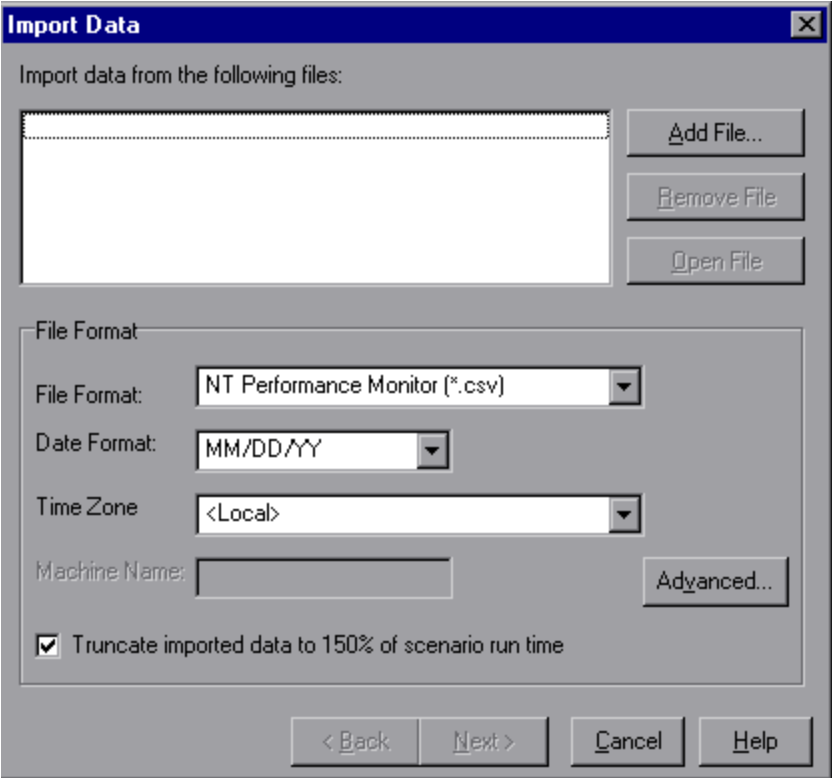 Import Data
Import data from the following files:
Add File...
Remove File
Open File
File Format
File Format: NT Performance Monitor (*.csv)
Date Format: MM/DD/YY
Time Zone <Local>
Machine Name:
Advanced...
Truncate imported data to 150% of scenario run time
< Back Next > Cancel Help